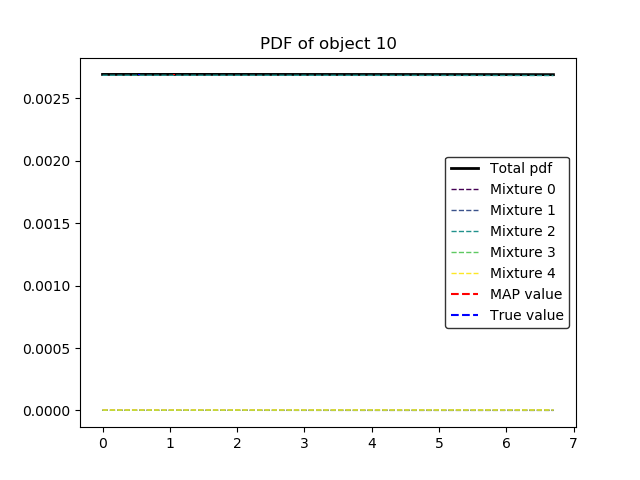 PDF of object 10
0.0025
0.0020
0.0015
0.0010
0.0005
0.0000
Total pdf
Mixture 0
Mixture 1
Mixture 2
Mixture 3
Mixture 4
MAP value
True value
0 1 2 3 4 5 6 7